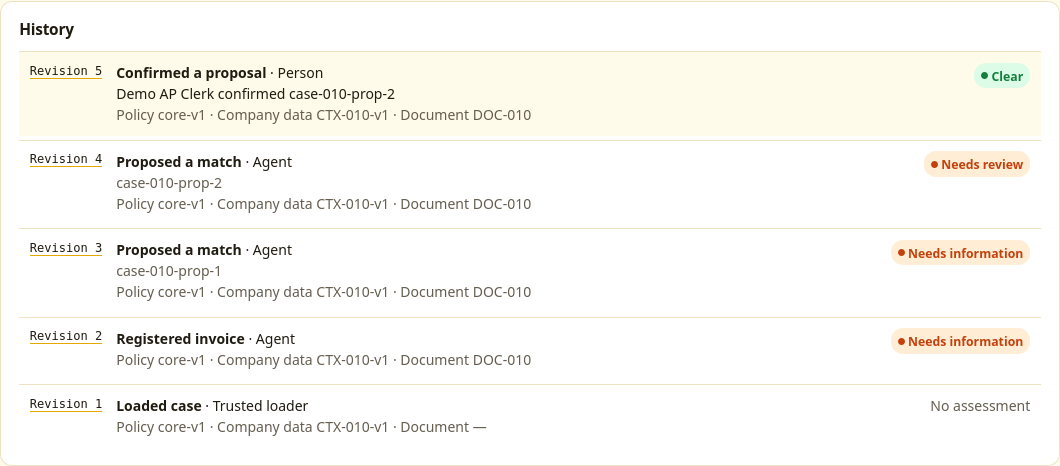 History
Revision 5
Confirmed a proposal · Person
Clear
Demo AP Clerk confirmed case-010-prop-2
Policy core-v1 · Company data CTX-010-v1 · Document DOC-010
Revision 4
Proposed a match · Agent
Needs review
case-010-prop-2
Policy core-v1 · Company data CTX-010-v1 · Document DOC-010
Revision 3
Proposed a match · Agent
Needs information
case-010-prop-1
Policy core-v1 · Company data CTX-010-v1 · Document DOC-010
Revision 2
Registered invoice · Agent
Needs information
Policy core-v1 · Company data CTX-010-v1 · Document DOC-010
Revision 1
Loaded case · Trusted loader
No assessment
Policy core-v1 · Company data CTX-010-v1 · Document —